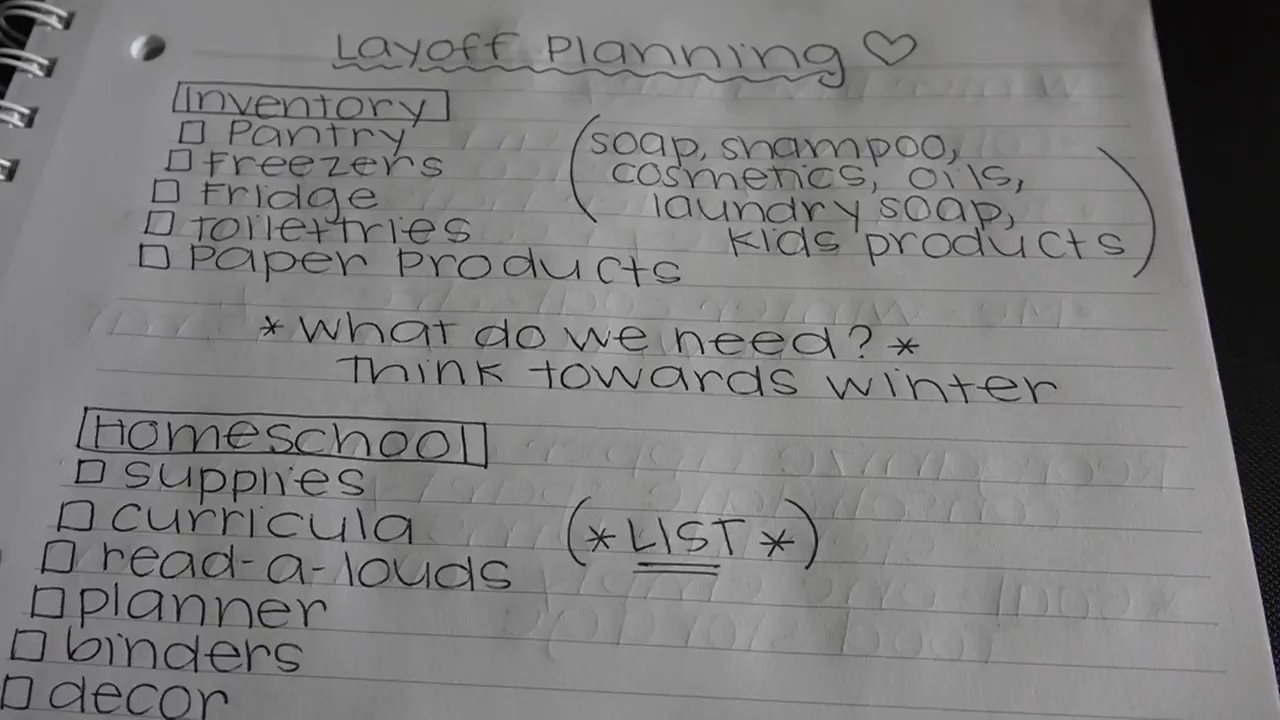 Layoff Planning ♡
Inventory
☐ Pantry
☐ freezers
☐ fridge
☐ toilettries
☐ paper products
(soap, shampoo,
cosmetics, oils,
laundry soap,
kids products)
*what do we need?*
Think towards winter
Homeschool
☐ supplies
☐ curricula
(*LIST*)
☐ read-a-louds
☐ planner
☐ binders
☐ decor